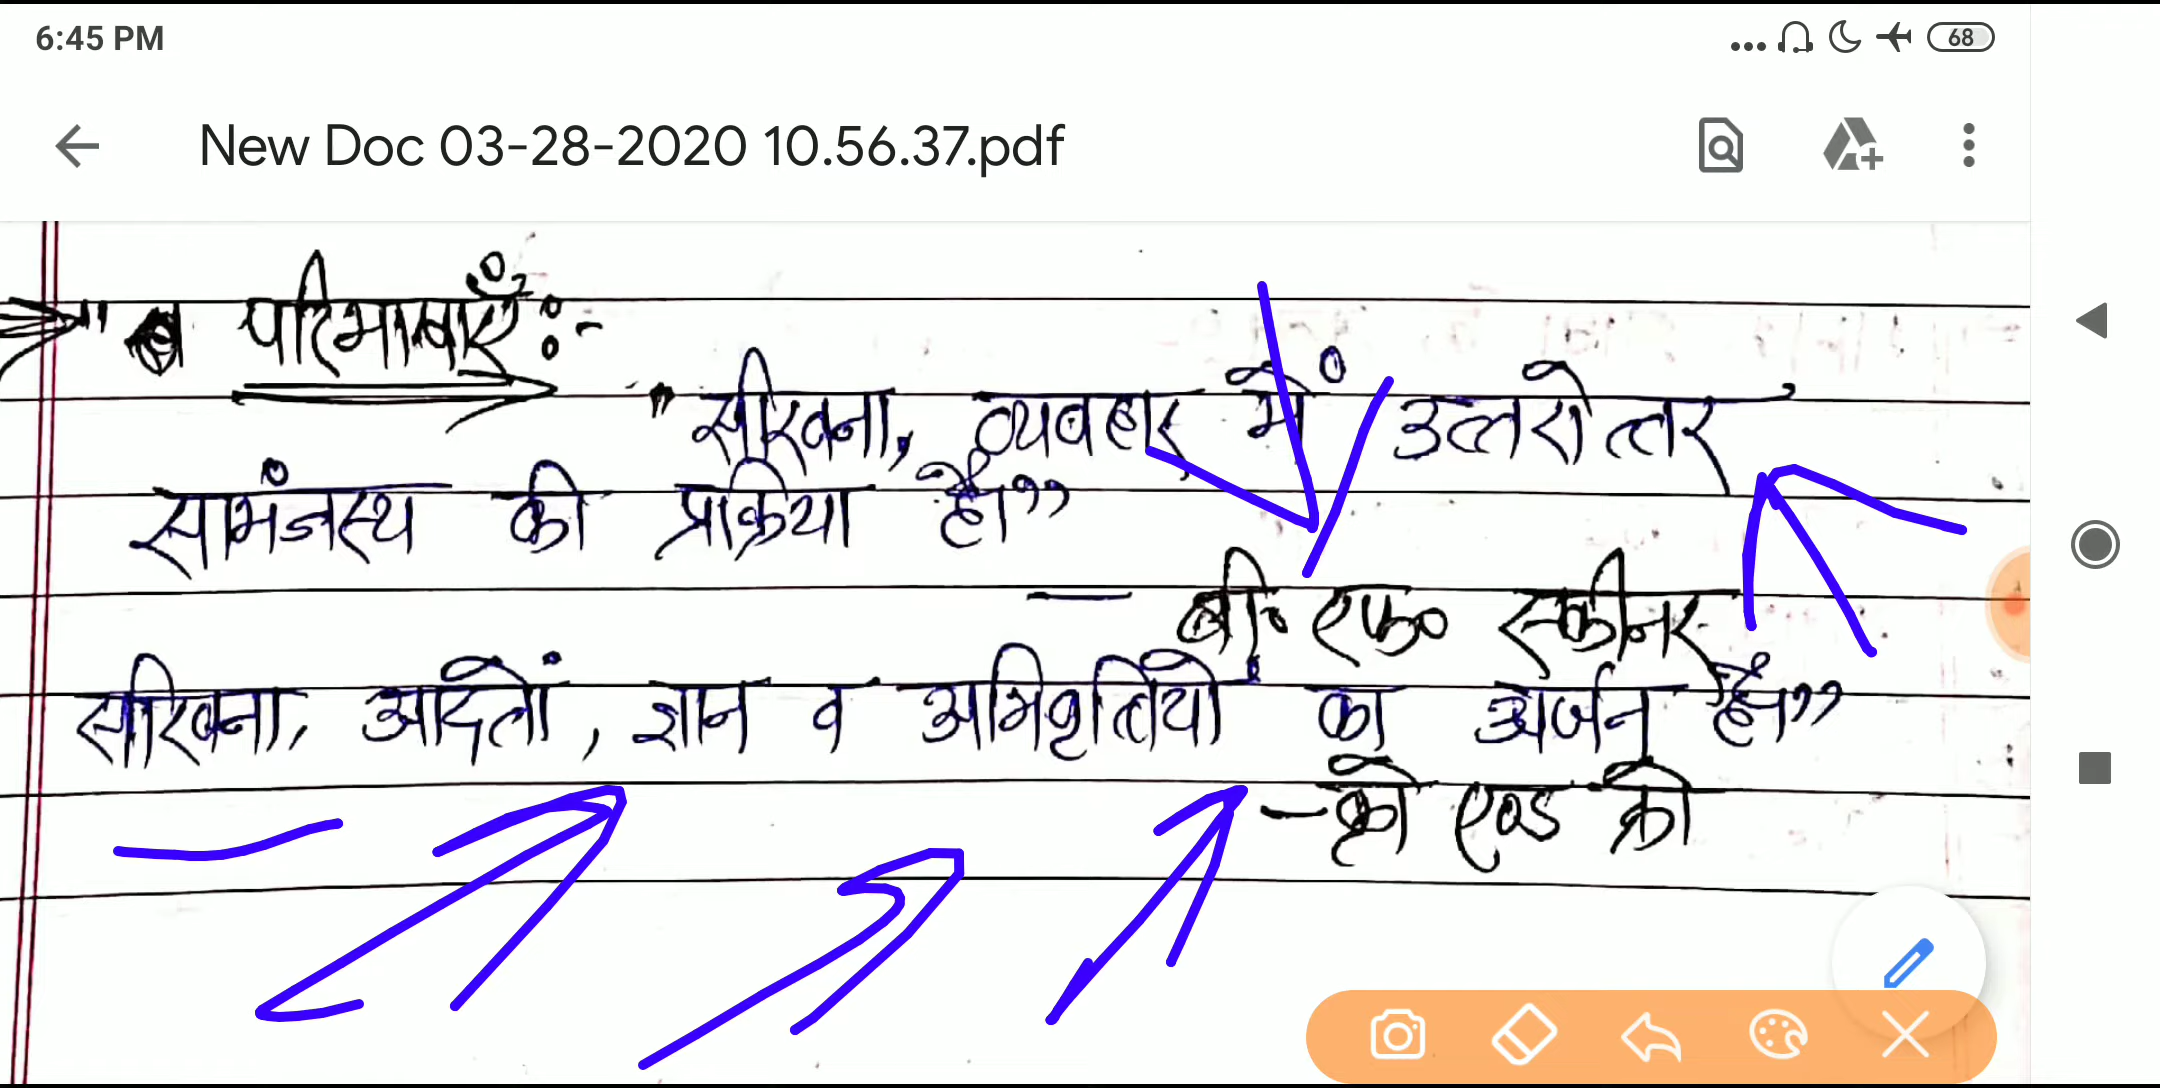 6:45 PM
68
New Doc 03-28-2020 10.56.37.pdf
परिभाषाएँ :-
"सीखना, व्यवहार में उत्तरोत्तर
सामंजस्य की प्रक्रिया है"
— बी० एफ० स्कीनर
सीखना, आदतों, ज्ञान व अभिवृत्तियों का अर्जन है"
- क्रो एण्ड क्रो